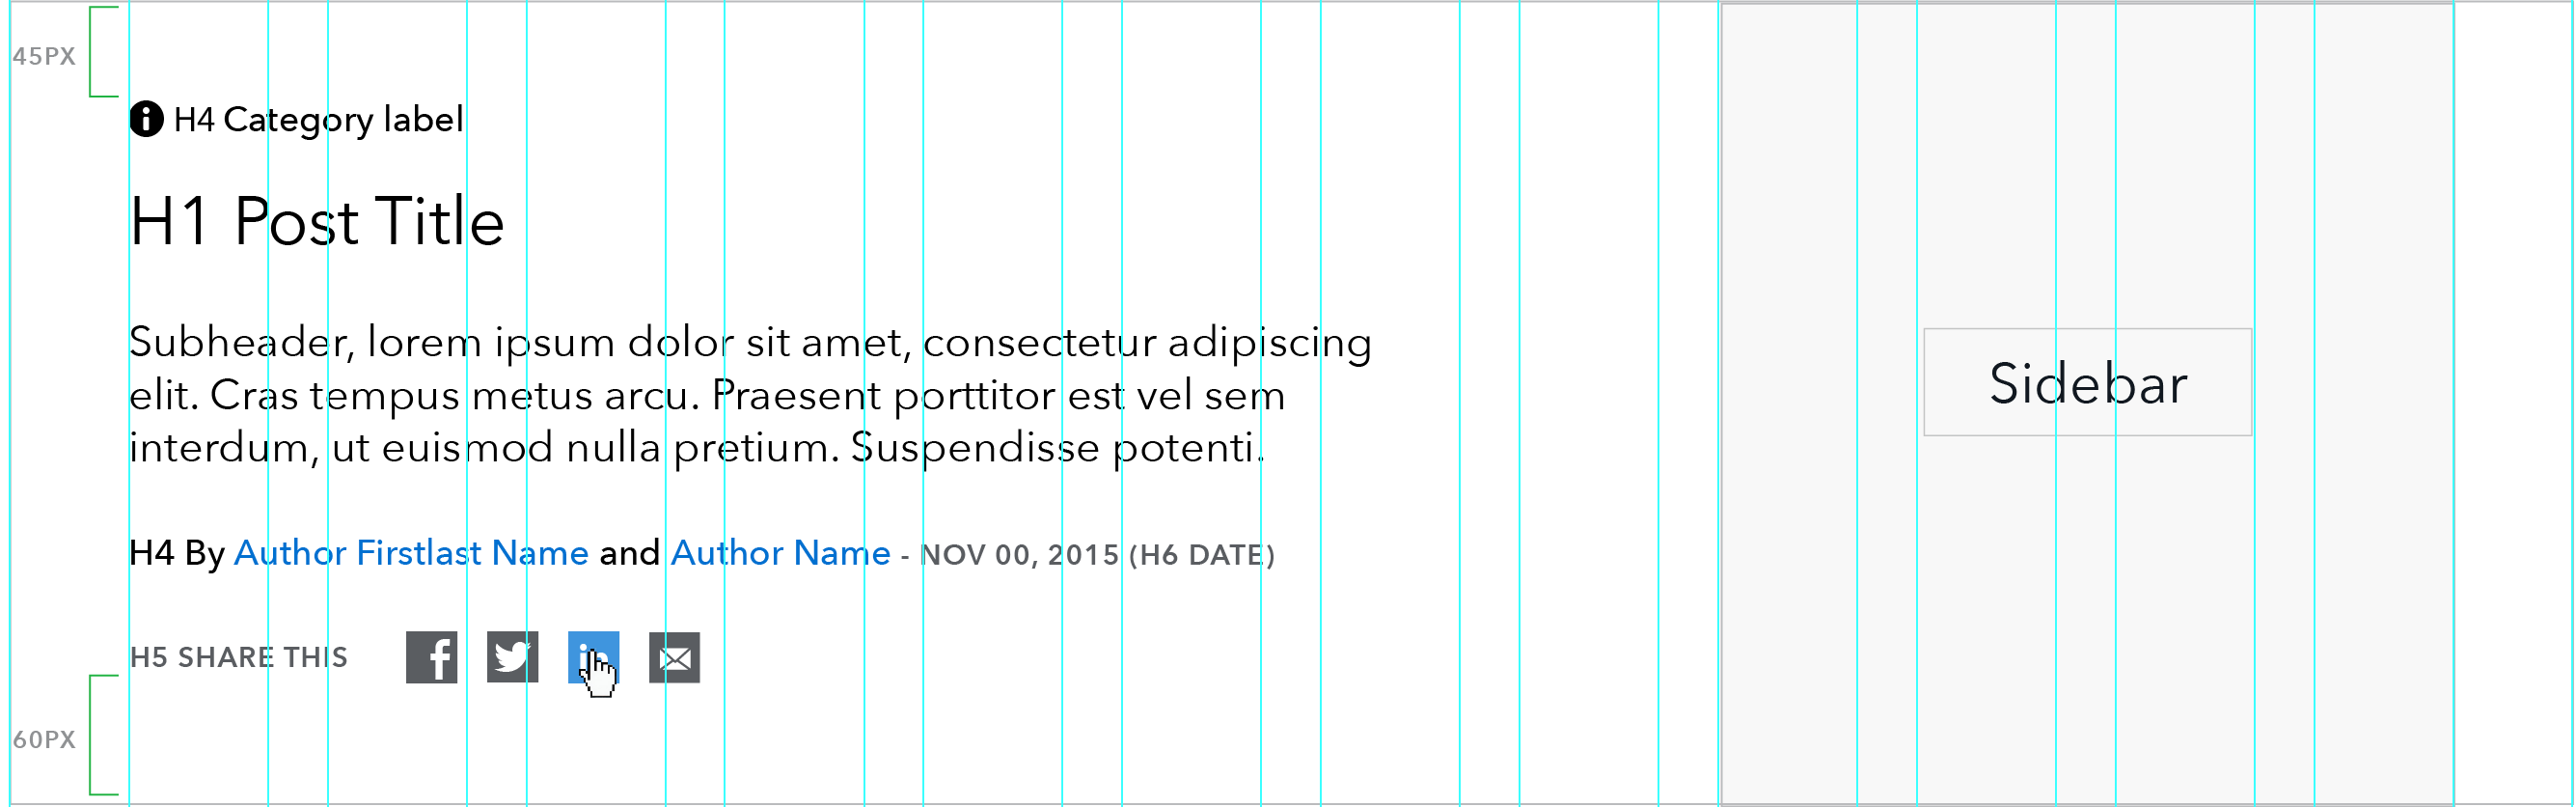 45PX
H4 Category label
H1 Post Title
Subheader, lorem ipsum dolor sit amet, consectetur adipiscing
elit. Cras tempus metus arcu. Praesent porttitor est vel sem
interdum, ut euismod nulla pretium. Suspendisse potenti.
H4 By Author Firstlast Name and Author Name - NOV 00, 2015 (H6 DATE)
H5 SHARE THIS
60PX
Sidebar